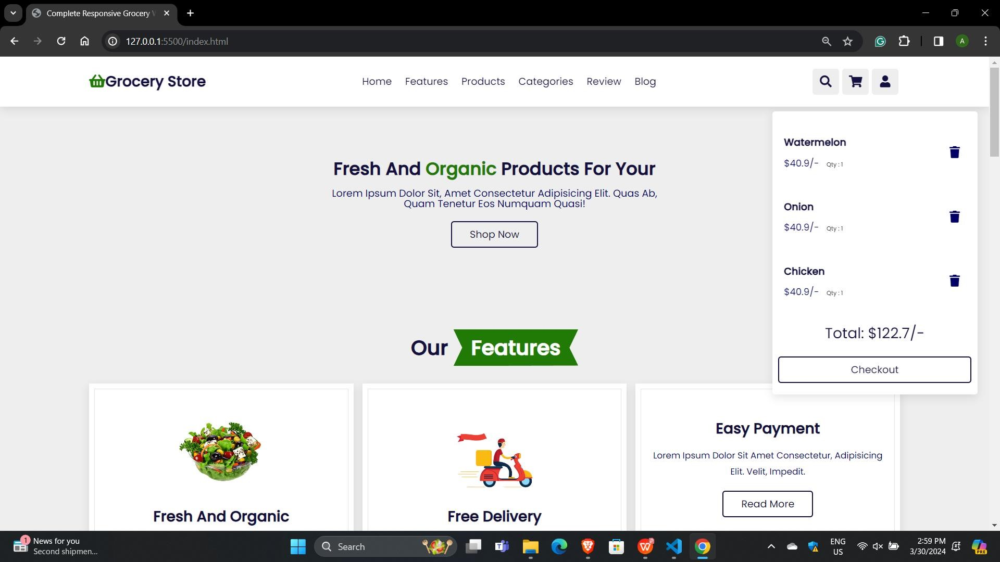 Complete Responsive Grocery W
127.0.0.1:5500/index.html
A
Grocery Store
Home
Features
Products
Categories
Review
Blog
Fresh And Organic Products For Your
Lorem Ipsum Dolor Sit, Amet Consectetur Adipisicing Elit. Quas Ab,
Quam Tenetur Eos Numquam Quasi!
Shop Now
Watermelon
$40.9/- Qty : 1
Onion
$40.9/- Qty : 1
Chicken
$40.9/- Qty : 1
Total: $122.7/-
Checkout
Our Features
Fresh And Organic
Free Delivery
Easy Payment
Lorem Ipsum Dolor Sit Amet Consectetur, Adipisicing
Elit. Velit, Impedit.
Read More
1
News for you
Second shipmen...
Search
ENG
US
2:59 PM
3/30/2024
PRE